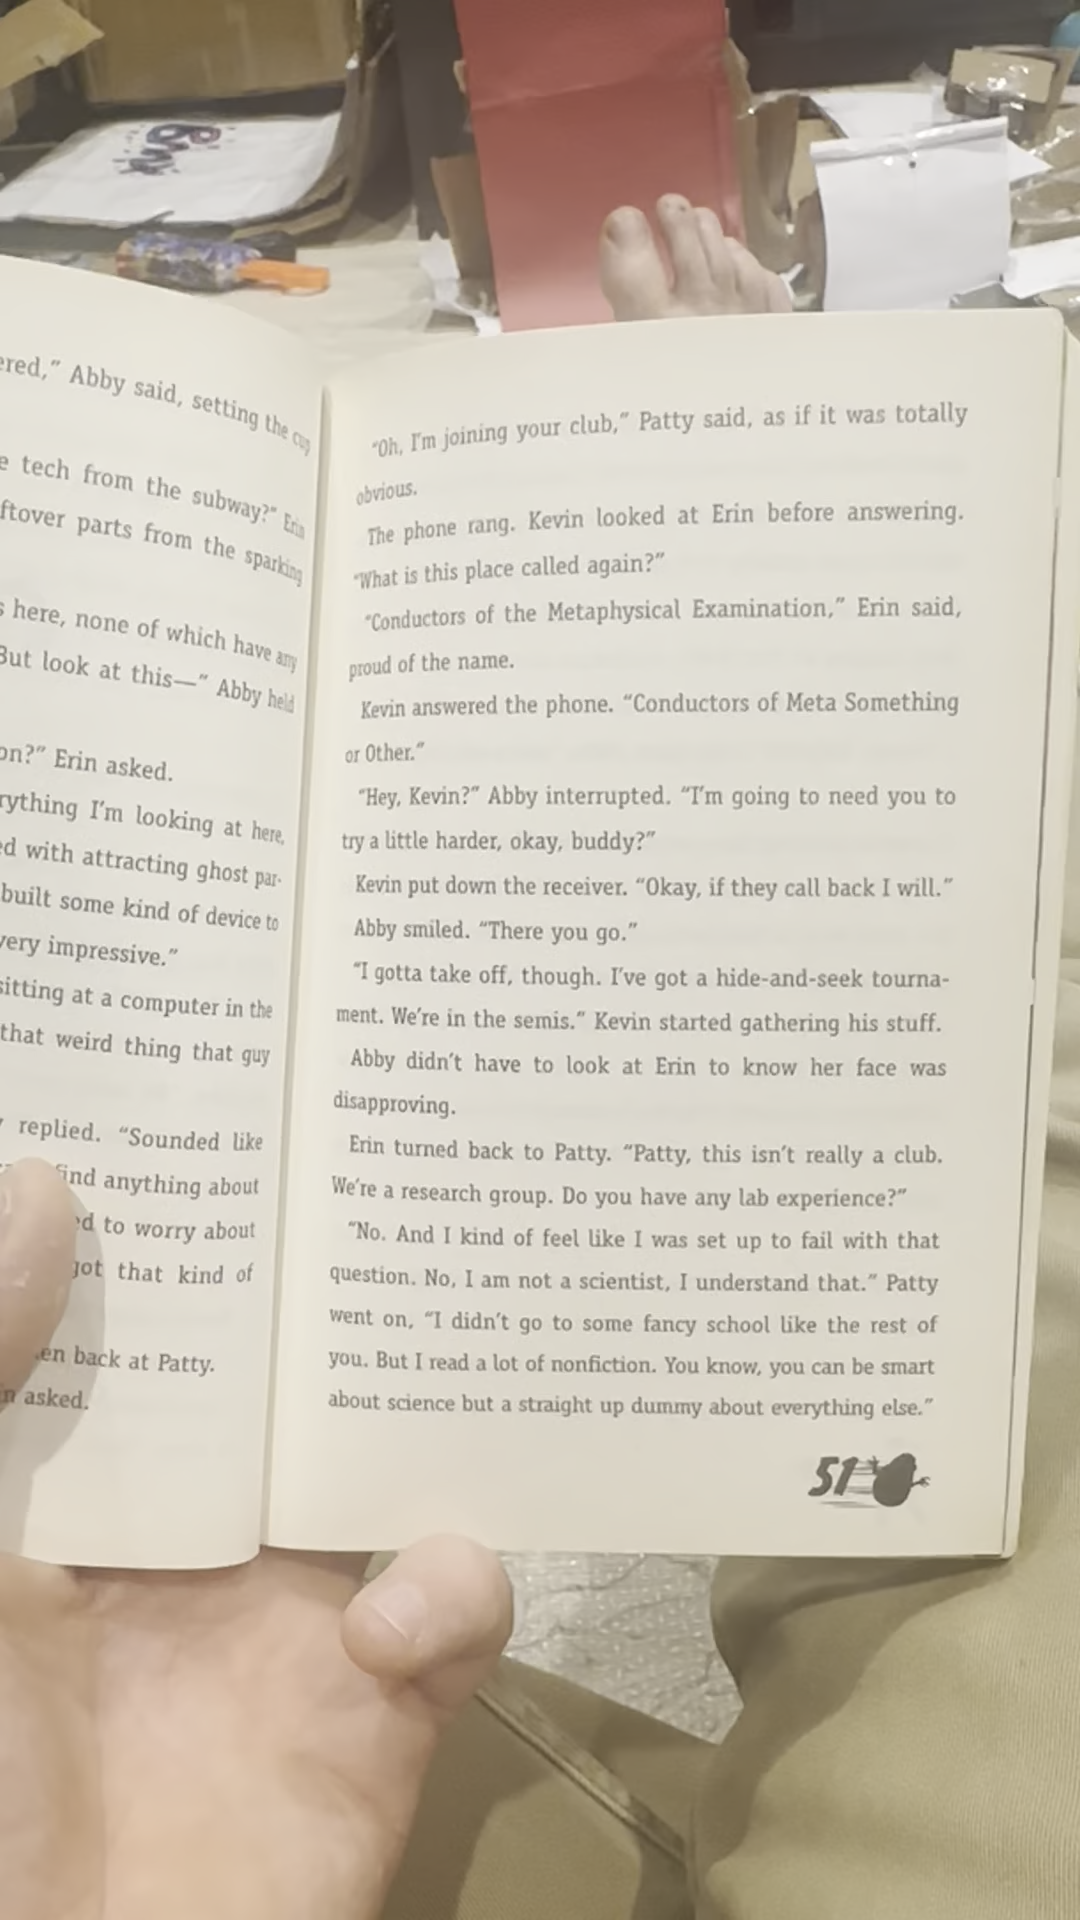 ered,” Abby said, setting the cup
e tech from the subway?” Erin
ftover parts from the sparking
s here, none of which have any
But look at this—” Abby held
on?” Erin asked.
rything I’m looking at here,
ed with attracting ghost par-
built some kind of device to
very impressive.”
sitting at a computer in the
that weird thing that guy
replied. “Sounded like
find anything about
ed to worry about
got that kind of
en back at Patty.
n asked.
“Oh, I’m joining your club,” Patty said, as if it was totally
obvious.
The phone rang. Kevin looked at Erin before answering.
“What is this place called again?”
“Conductors of the Metaphysical Examination,” Erin said,
proud of the name.
Kevin answered the phone. “Conductors of Meta Something
or Other.”
“Hey, Kevin?” Abby interrupted. “I’m going to need you to
try a little harder, okay, buddy?”
Kevin put down the receiver. “Okay, if they call back I will.”
Abby smiled. “There you go.”
“I gotta take off, though. I’ve got a hide-and-seek tourna-
ment. We’re in the semis.” Kevin started gathering his stuff.
Abby didn’t have to look at Erin to know her face was
disapproving.
Erin turned back to Patty. “Patty, this isn’t really a club.
We’re a research group. Do you have any lab experience?”
“No. And I kind of feel like I was set up to fail with that
question. No, I am not a scientist, I understand that.” Patty
went on, “I didn’t go to some fancy school like the rest of
you. But I read a lot of nonfiction. You know, you can be smart
about science but a straight up dummy about everything else.”
51